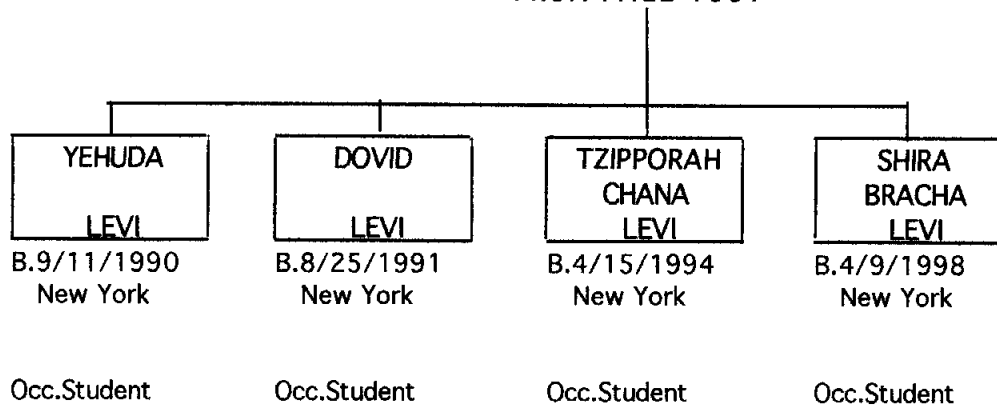 YEHUDA
LEVI
B.9/11/1990
New York
Occ.Student
DOVID
LEVI
B.8/25/1991
New York
Occ.Student
TZIPPORAH
CHANA
LEVI
B.4/15/1994
New York
Occ.Student
SHIRA
BRACHA
LEVI
B.4/9/1998
New York
Occ.Student